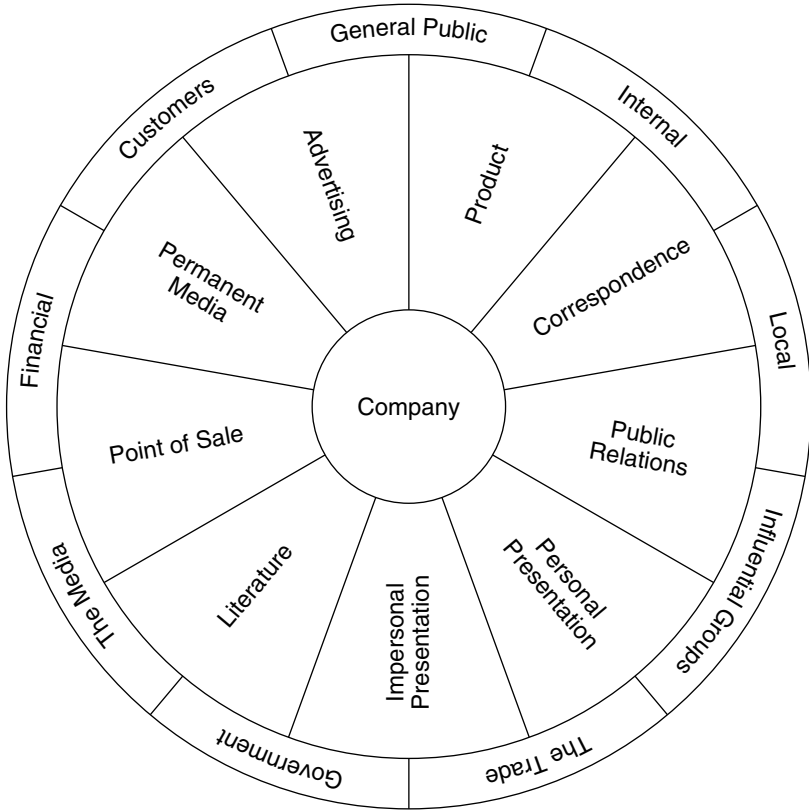 General Public
Internal
Local
Influential Groups
The Trade
Government
The Media
Financial
Customers
Advertising
Product
Correspondence
Public
Relations
Personal
Presentation
Impersonal
Presentation
Literature
Point of Sale
Permanent
Media
Company